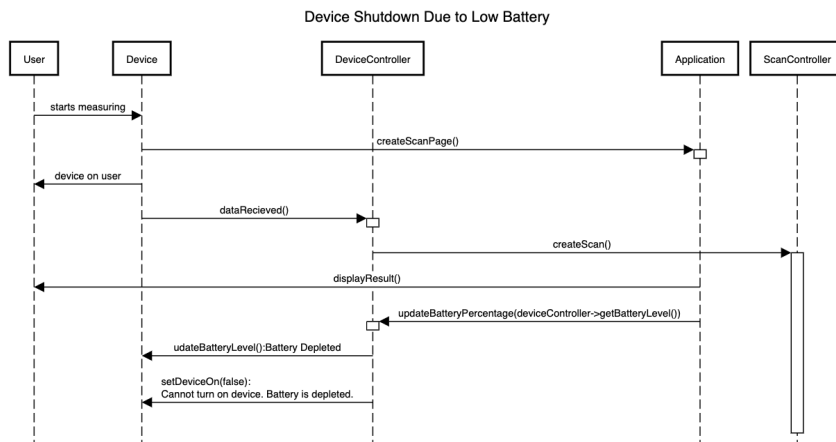 Device Shutdown Due to Low Battery
User
Device
DeviceController
Application
ScanController
starts measuring
createScanPage()
device on user
dataRecieved()
createScan()
displayResult()
updateBatteryPercentage(deviceController->getBatteryLevel())
udateBatteryLevel():Battery Depleted
setDeviceOn(false):
Cannot turn on device. Battery is depleted.